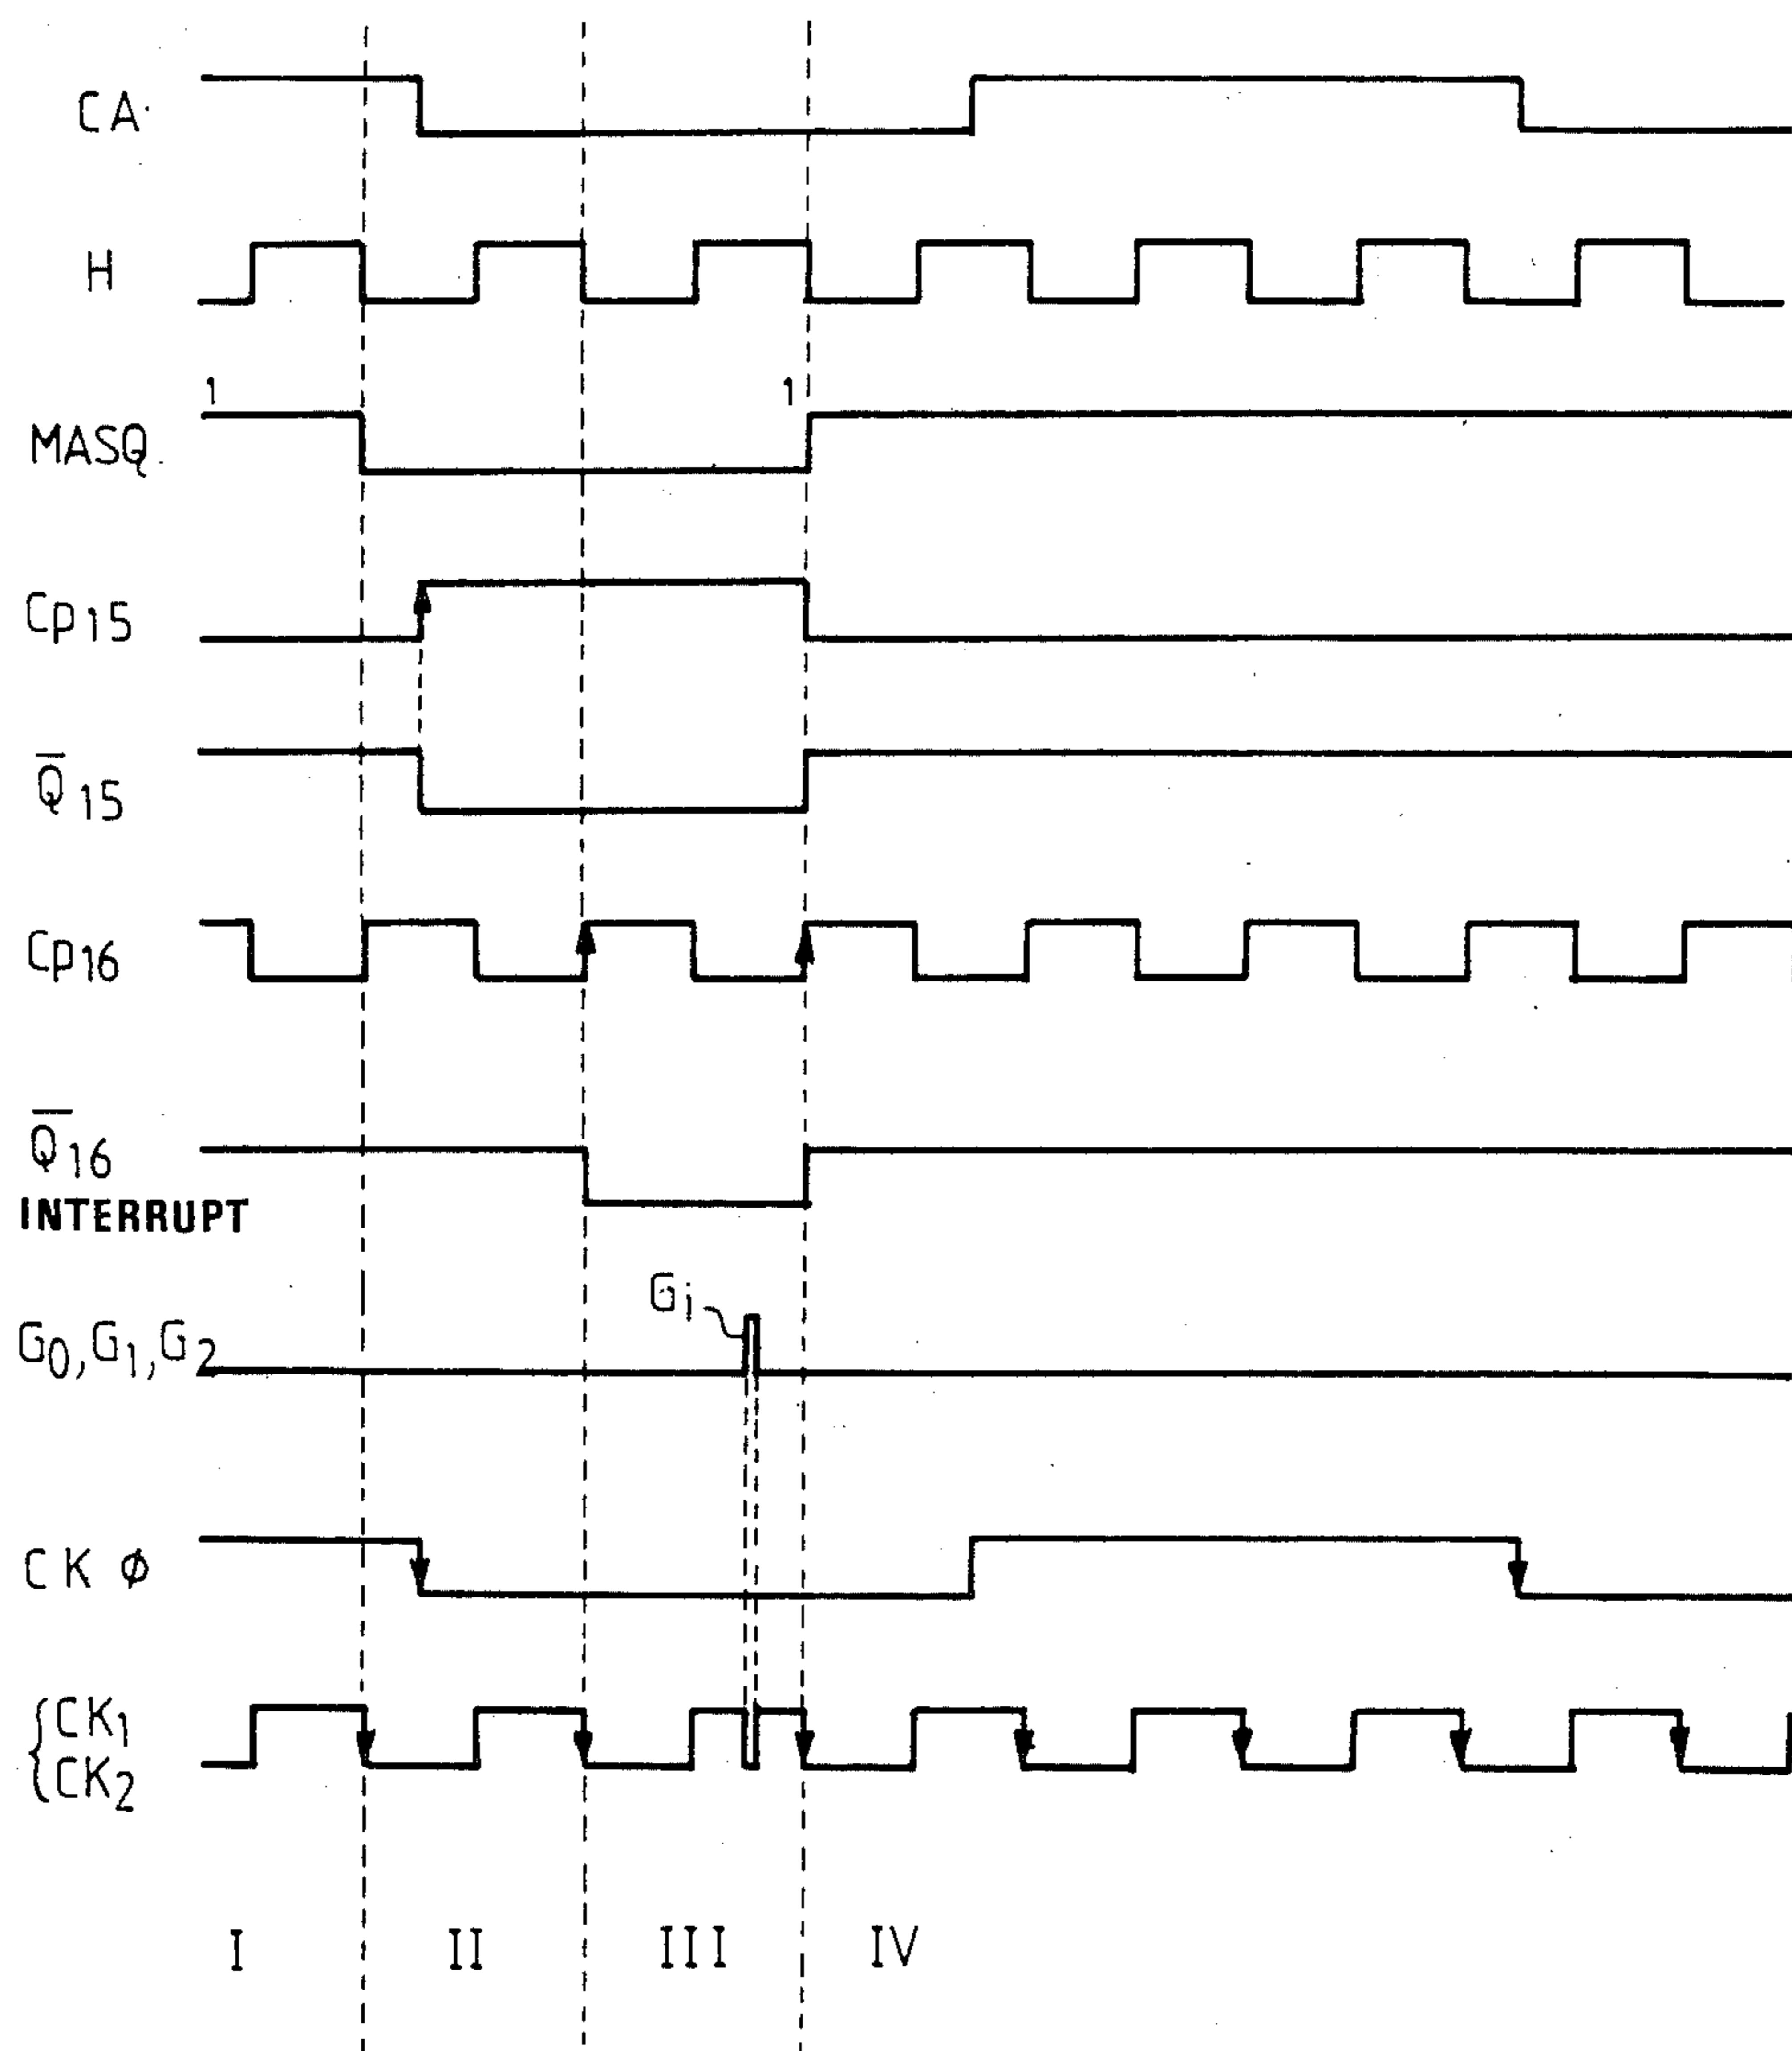 CA
H
1 1
MASQ
Cp15
Q̅15
Cp16
Q̅16
INTERRUPT
Gi
G0, G1, G2
CK Ø
{CK1
{CK2
I II III IV